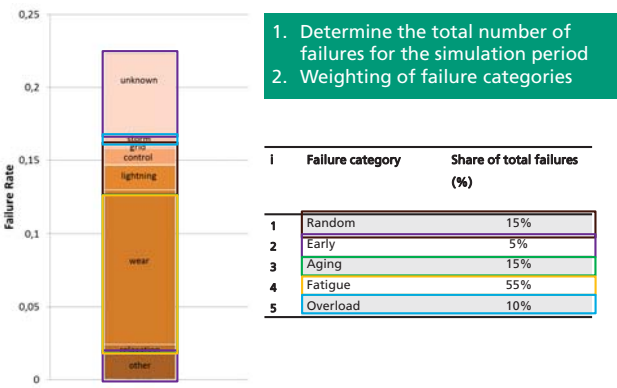 0,25
0,2
0,15
0,1
0,05
0
Failure Rate
unknown
storm
grid
control
lightning
wear
relaxation
other
1. Determine the total number of
failures for the simulation period
2. Weighting of failure categories
i Failure category Share of total failures
(%)
1 Random 15%
2 Early 5%
3 Aging 15%
4 Fatigue 55%
5 Overload 10%